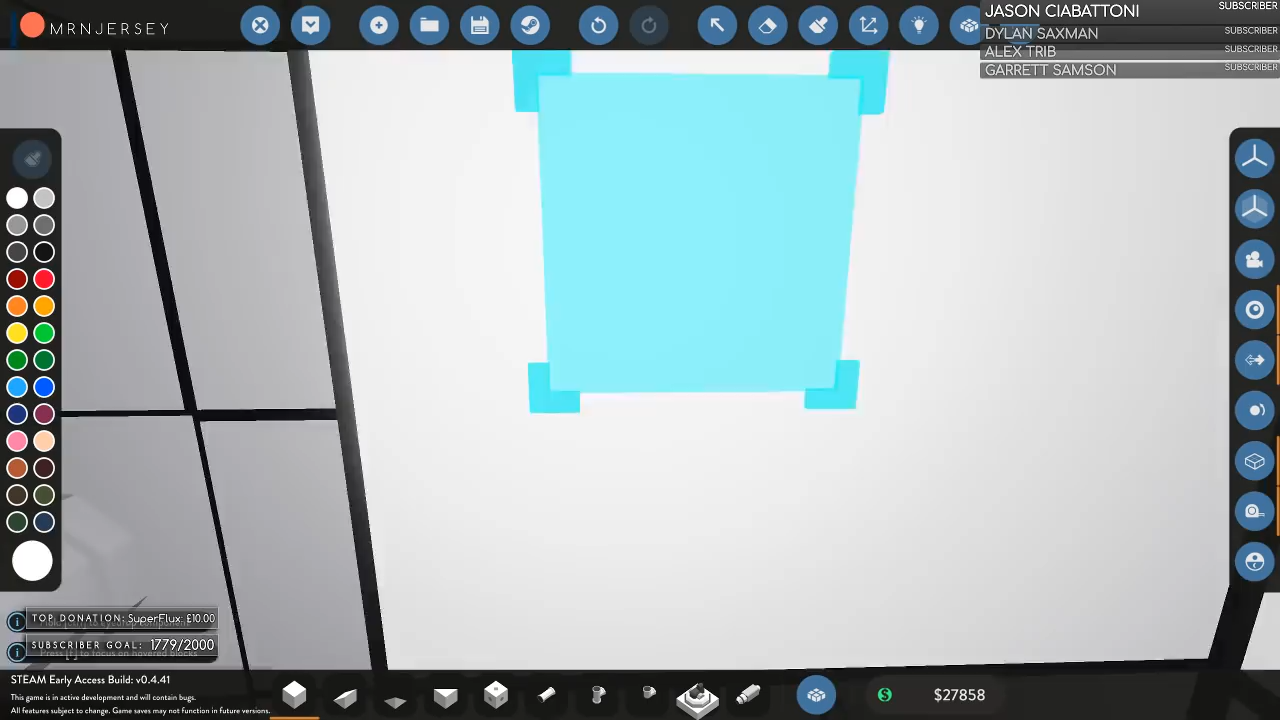 MRNJERSEY
JASON CIABATTONI SUBSCRIBER
DYLAN SAXMAN SUBSCRIBER
ALEX TRIB SUBSCRIBER
GARRETT SAMSON SUBSCRIBER
TOP DONATION: SuperFlux: £10.00
SUBSCRIBER GOAL: 1779/2000
STEAM Early Access Build: v0.4.41
This game is in active development and will contain bugs.
All features subject to change. Game saves may not function in future versions.
$27858